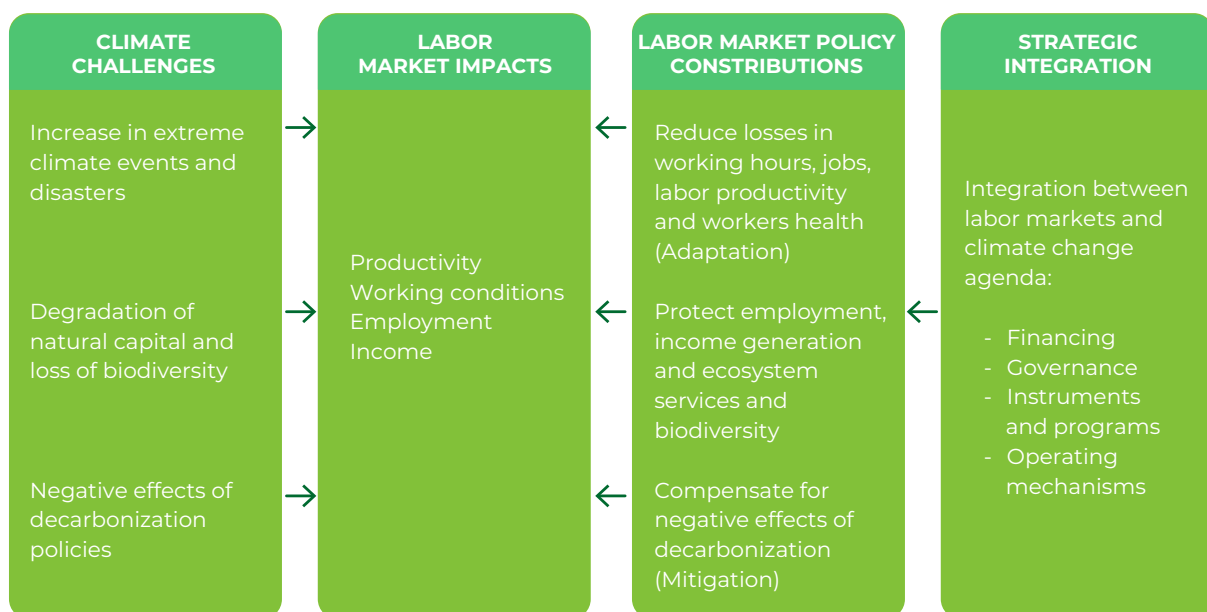 CLIMATE
CHALLENGES
Increase in extreme
climate events and
disasters
Degradation of
natural capital and
loss of biodiversity
Negative effects of
decarbonization
policies
LABOR
MARKET IMPACTS
Productivity
Working conditions
Employment
Income
LABOR MARKET POLICY
CONSTRIBUTIONS
Reduce losses in
working hours, jobs,
labor productivity
and workers health
(Adaptation)
Protect employment,
income generation
and ecosystem
services and
biodiversity
Compensate for
negative effects of
decarbonization
(Mitigation)
STRATEGIC
INTEGRATION
Integration between
labor markets and
climate change
agenda:
- Financing
- Governance
- Instruments
and programs
- Operating
mechanisms